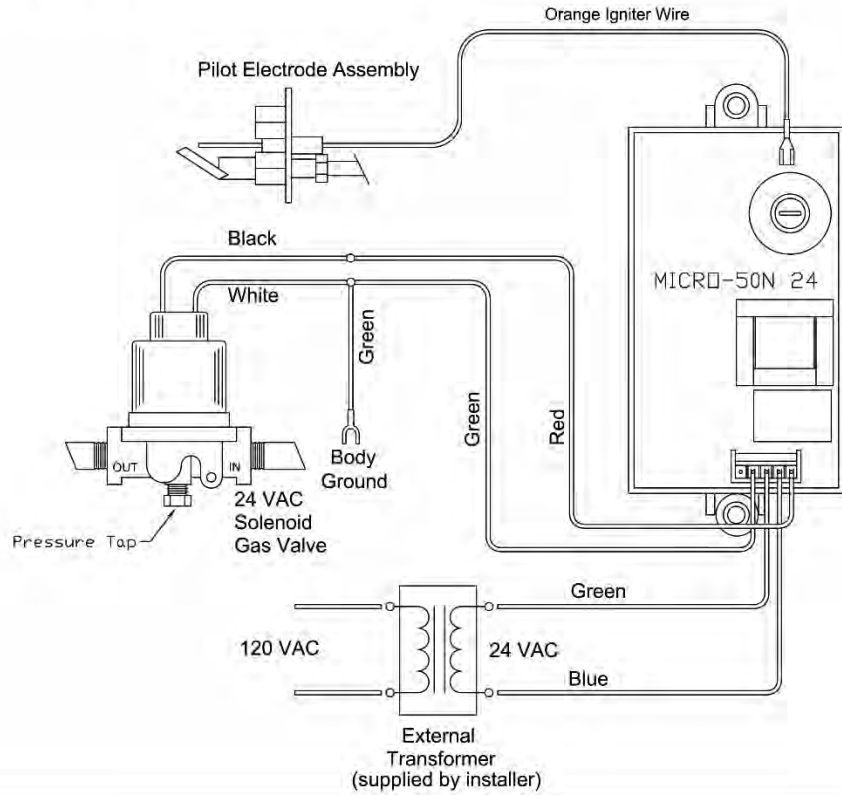 Orange Igniter Wire
Pilot Electrode Assembly
Black
White
MICRO-50N 24
Green
Green
Red
OUT
IN
Body
Ground
24 VAC
Solenoid
Gas Valve
Pressure Tap
Green
120 VAC
24 VAC
Blue
External
Transformer
(supplied by installer)